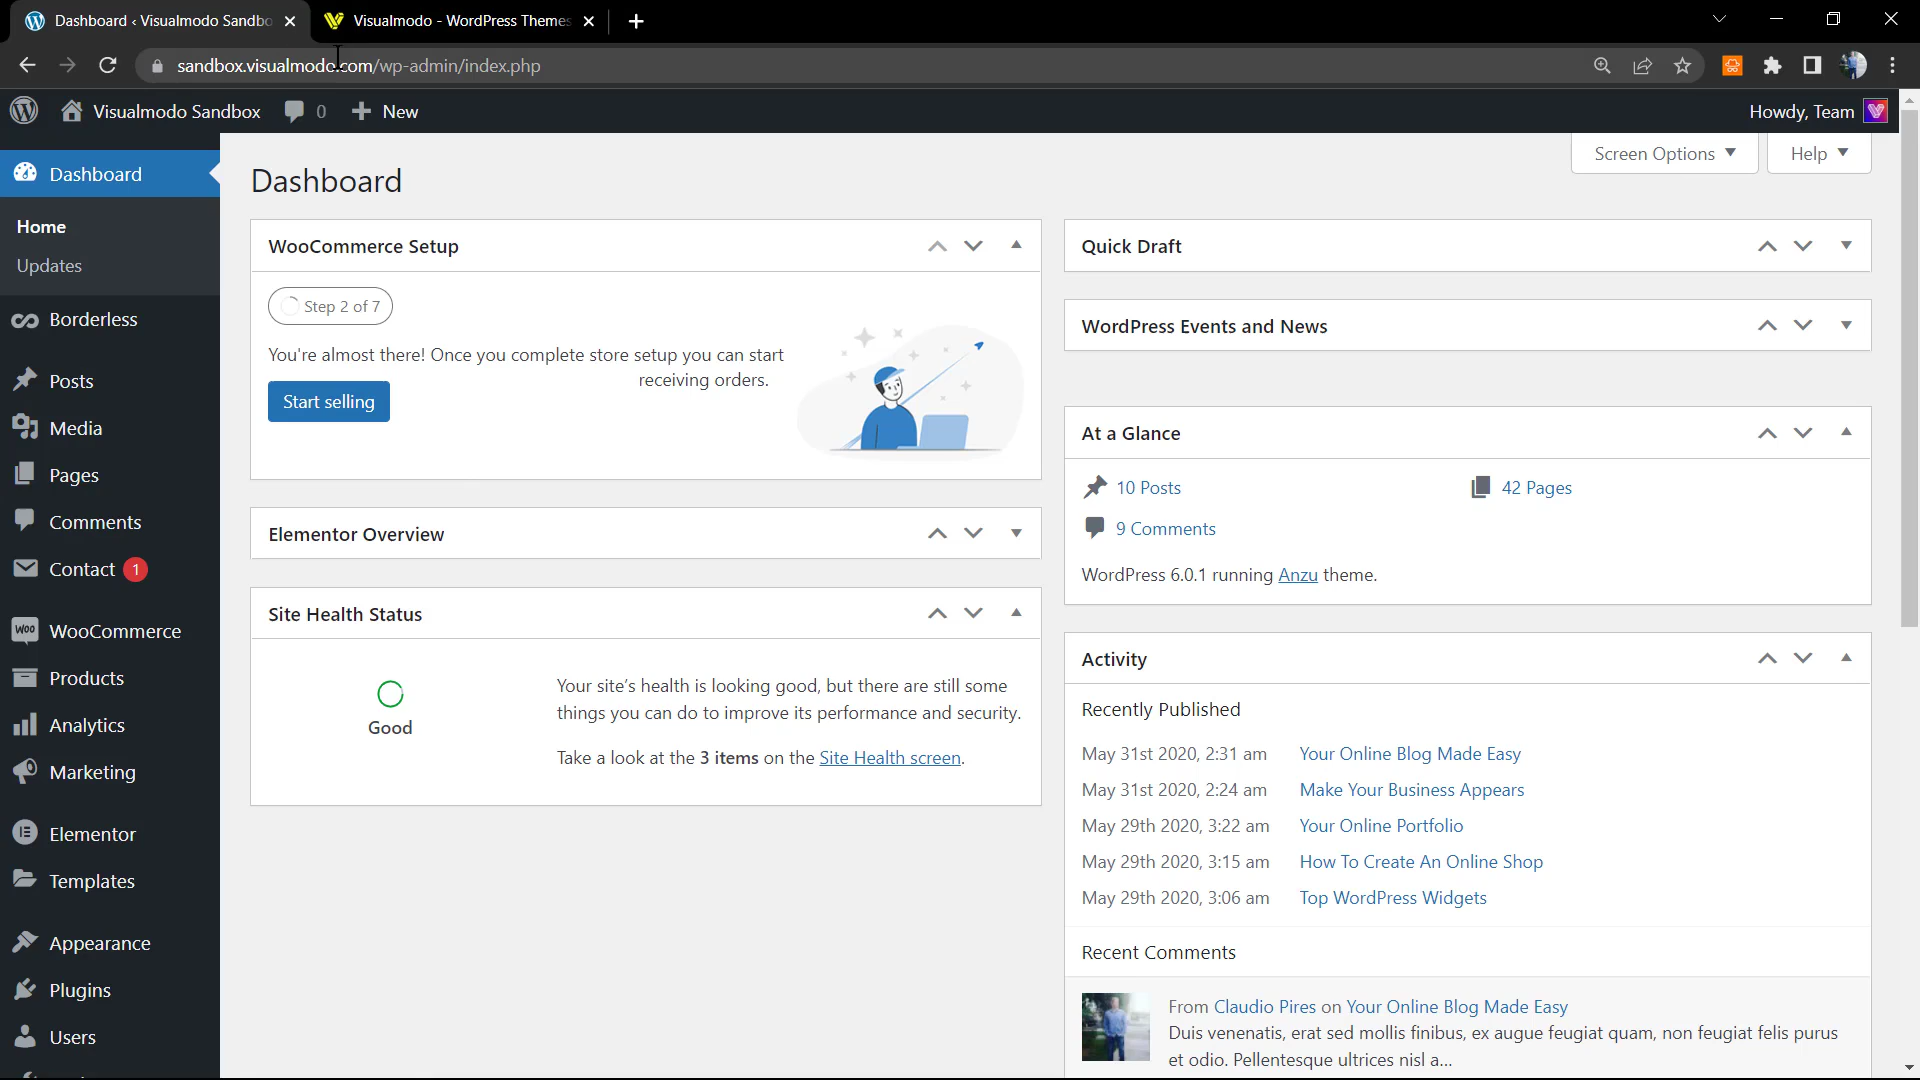 Dashboard ‹ Visualmodo Sandbo
Visualmodo - WordPress Themes
sandbox.visualmodo.com/wp-admin/index.php
Visualmodo Sandbox
0
New
Howdy, Team
Screen Options
Help
Dashboard
Home
Updates
Borderless
Posts
Media
Pages
Comments
Contact 1
WooCommerce
Products
Analytics
Marketing
Elementor
Templates
Appearance
Plugins
Users
Dashboard
WooCommerce Setup
Step 2 of 7
You're almost there! Once you complete store setup you can start
receiving orders.
Start selling
Elementor Overview
Site Health Status
Good
Your site's health is looking good, but there are still some
things you can do to improve its performance and security.
Take a look at the 3 items on the Site Health screen.
Quick Draft
WordPress Events and News
At a Glance
10 Posts
42 Pages
9 Comments
WordPress 6.0.1 running Anzu theme.
Activity
Recently Published
May 31st 2020, 2:31 am Your Online Blog Made Easy
May 31st 2020, 2:24 am Make Your Business Appears
May 29th 2020, 3:22 am Your Online Portfolio
May 29th 2020, 3:15 am How To Create An Online Shop
May 29th 2020, 3:06 am Top WordPress Widgets
Recent Comments
From Claudio Pires on Your Online Blog Made Easy
Duis venenatis, erat sed mollis finibus, ex augue feugiat quam, non feugiat felis purus
et odio. Pellentesque ultrices nisl a...